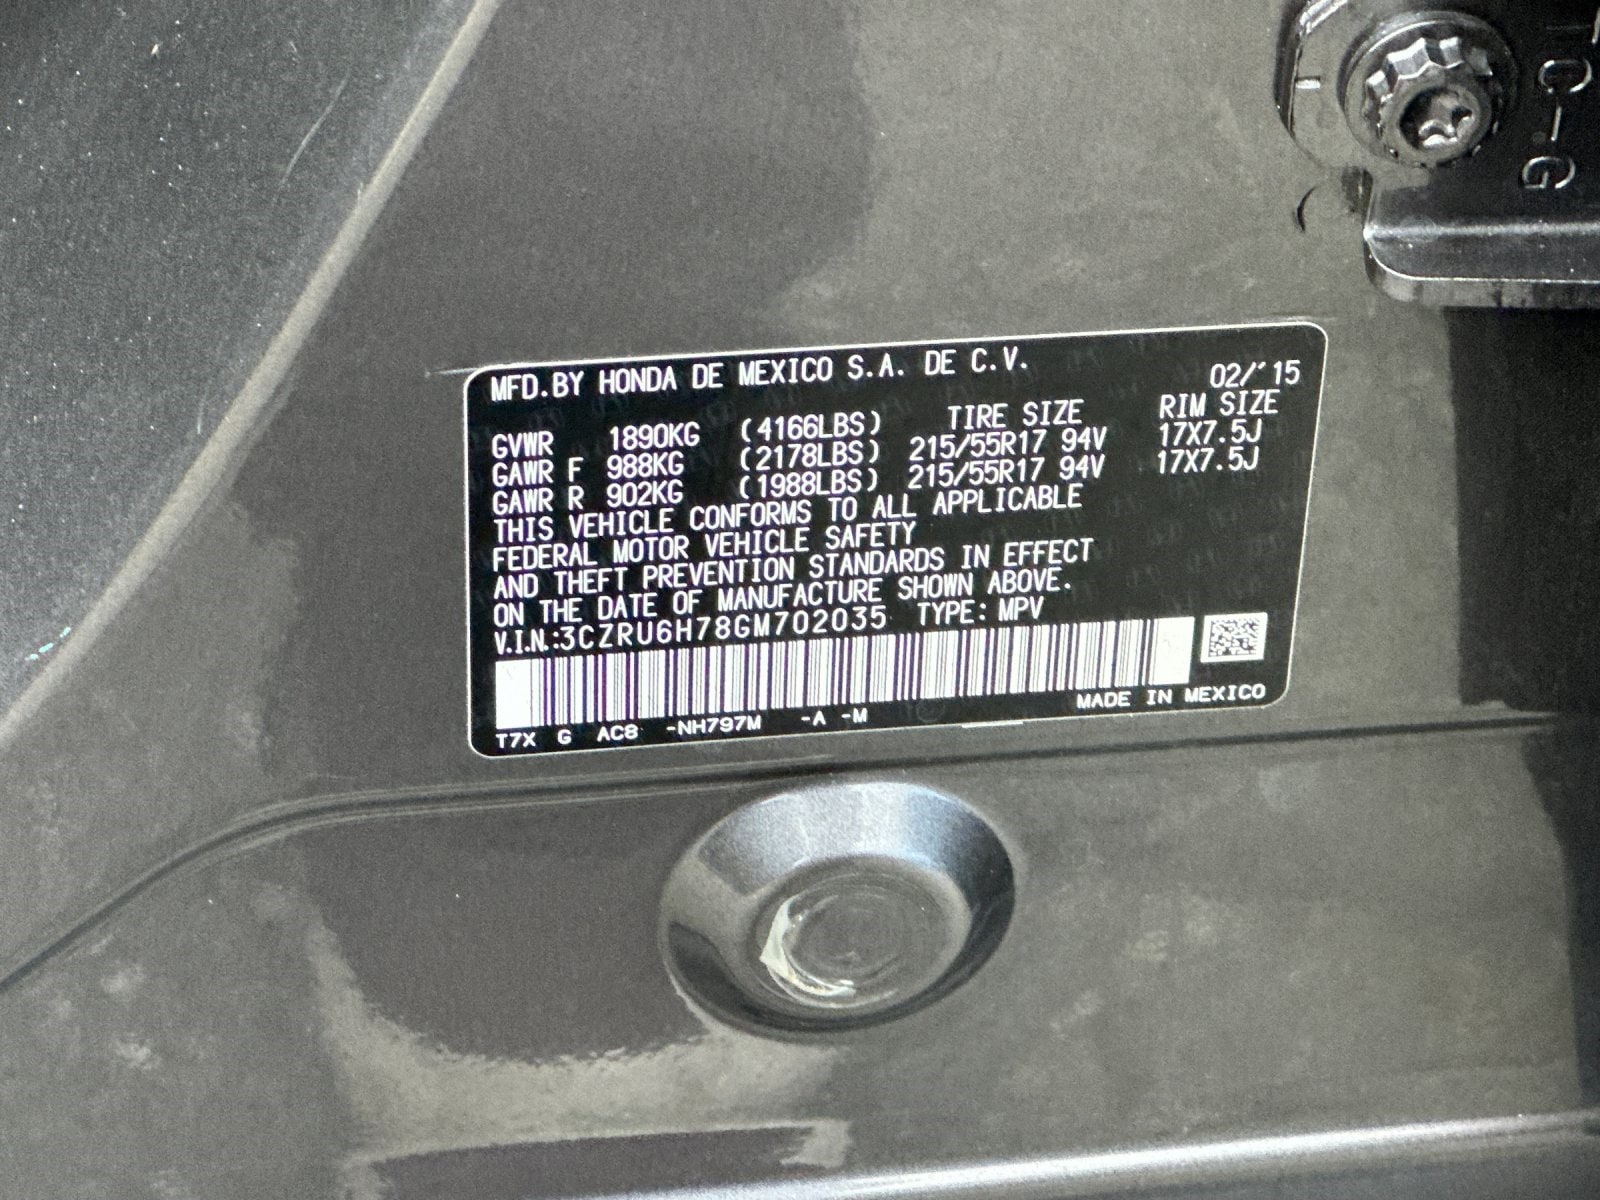 C-G
MFD.BY HONDA DE MEXICO S.A. DE C.V.
02/'15
GVWR 1890KG (4166LBS) TIRE SIZE RIM SIZE
GAWR F 988KG (2178LBS) 215/55R17 94V 17X7.5J
GAWR R 902KG (1988LBS) 215/55R17 94V 17X7.5J
THIS VEHICLE CONFORMS TO ALL APPLICABLE
FEDERAL MOTOR VEHICLE SAFETY
AND THEFT PREVENTION STANDARDS IN EFFECT
ON THE DATE OF MANUFACTURE SHOWN ABOVE.
V.I.N.:3CZRU6H78GM702035 TYPE: MPV
MADE IN MEXICO
T7X G AC8 -NH797M -A -M